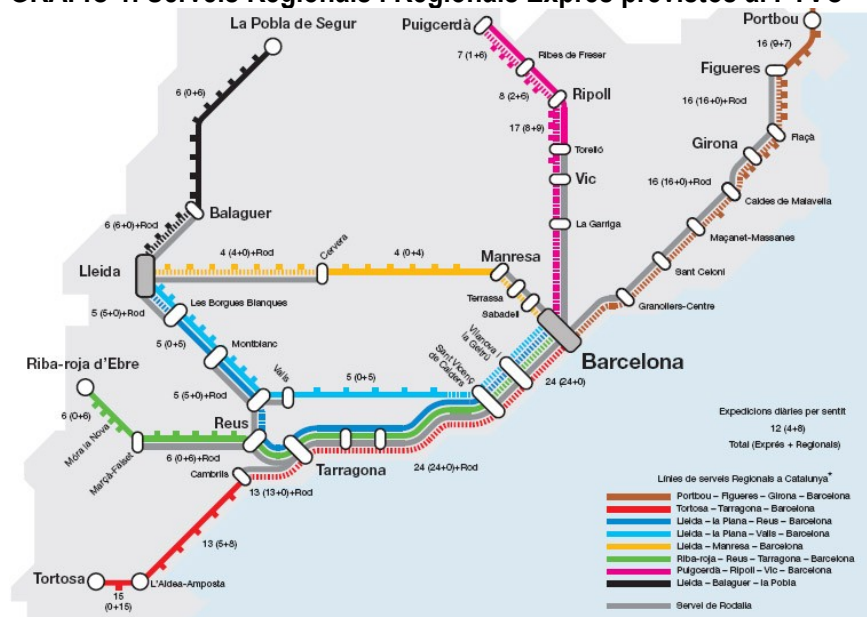 GRÀFIC 4. Serveis Regionals i Regionals Exprés previstos al PTVC
La Pobla de Segur
Puigcerdà
Portbou
7 (1+6)
Ribes de Freser
16 (9+7)
6 (0+6)
8 (2+6)
Ripoll
Figueres
17 (8+9)
16 (16+0)+Rod
Torelló
Girona
Flaçà
Vic
16 (16+0)+Rod
Caldes de Malavella
Balaguer
La Garriga
Maçanet-Massanes
6 (6+0)+Rod
4 (4+0)+Rod
Cervera
4 (0+4)
Manresa
Sant Celoni
Lleida
Terrassa
Sabadell
Granollers-Centre
5 (5+0)+Rod
Les Borgues Blanques
5 (0+5)
Montblanc
Vilanova i
la Geltrú
Sant Vicenç
de Calders
Barcelona
Riba-roja d'Ebre
5 (5+0)+Rod
Valls
5 (0+5)
24 (24+0)
6 (0+6)
Móra la Nova
Reus
Marçà-Falset
6 (0+6)+Rod
Tarragona
24 (24+0)+Rod
Cambrils
13 (13+0)+Rod
13 (5+8)
Tortosa
L'Aldea-Amposta
15
(0+15)
Expedicions diàries per sentit
12 (4+8)
Total (Exprés + Regionals)
Línies de serveis Regionals a Catalunya*
Portbou – Figueres – Girona – Barcelona
Tortosa – Tarragona – Barcelona
Lleida – la Plana – Reus – Barcelona
Lleida – la Plana – Valls – Barcelona
Lleida – Manresa – Barcelona
Riba-roja – Reus – Tarragona – Barcelona
Puigcerdà – Ripoll – Vic – Barcelona
Lleida – Balaguer – la Pobla
Servei de Rodalia